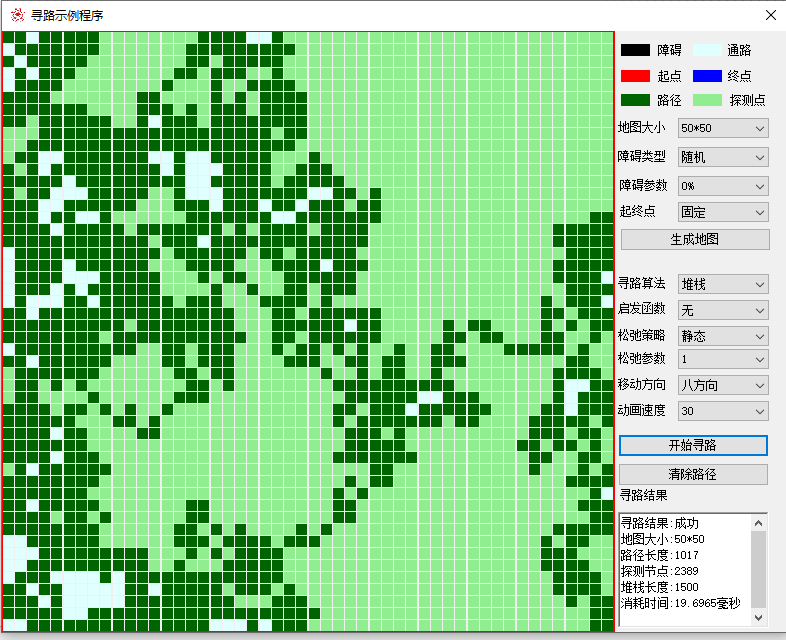 寻路示例程序
障碍 通路
起点 终点
路径 探测点
地图大小 50*50
障碍类型 随机
障碍参数 0%
起终点 固定
生成地图
寻路算法 堆栈
启发函数 无
松弛策略 静态
松弛参数 1
移动方向 八方向
动画速度 30
开始寻路
清除路径
寻路结果
寻路结果:成功
地图大小:50*50
路径长度:1017
探测节点:2389
堆栈长度:1500
消耗时间:19.6965毫秒